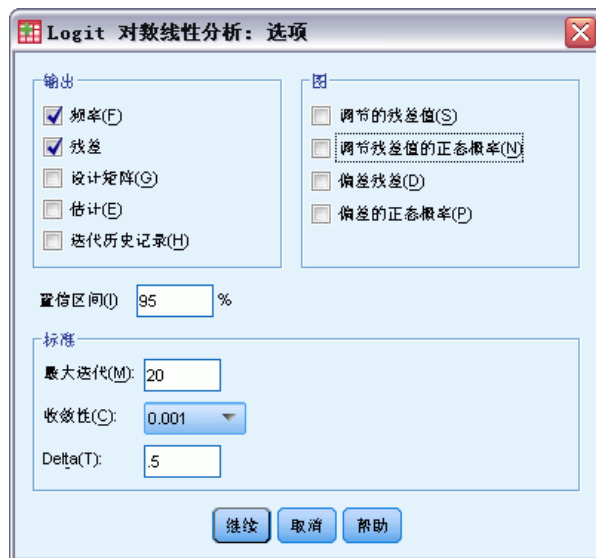 Logit 对数线性分析: 选项
输出
频率(F)
残差
设计矩阵(G)
估计(E)
迭代历史记录(H)
图
调节的残差值(S)
调节残差值的正态概率(N)
偏差残差(D)
偏差的正态概率(P)
置信区间(I) 95 %
标准
最大迭代(M): 20
收敛性(C): 0.001
Delta(T): .5
继续 取消 帮助